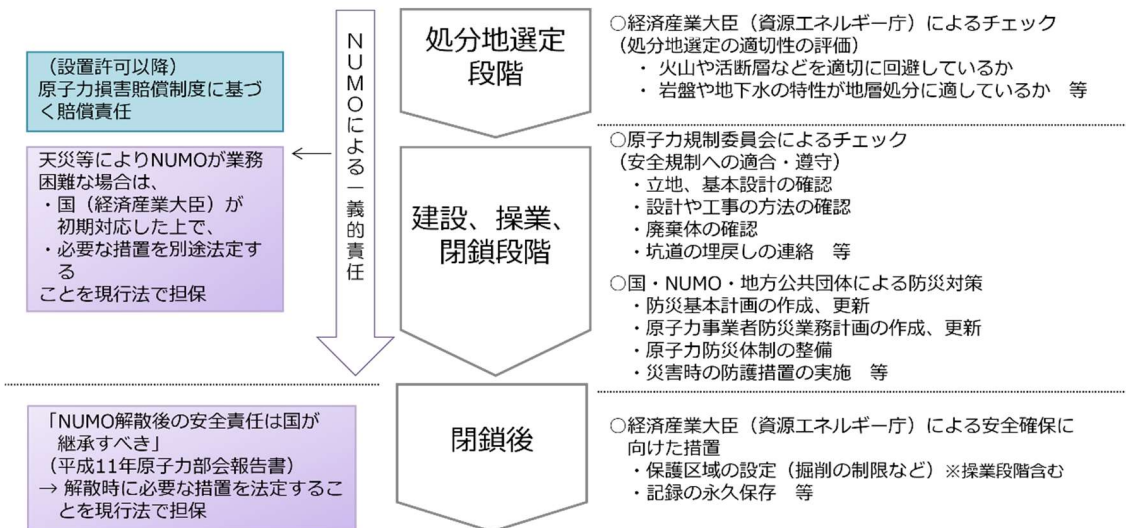 （設置許可以降）
原子力損害賠償制度に基づ
く賠償責任
天災等によりNUMOが業務
困難な場合は、
・国（経済産業大臣）が
初期対応した上で、
・必要な措置を別途法定す
る
ことを現行法で担保
「NUMO解散後の安全責任は国が
継承すべき」
（平成11年原子力部会報告書）
→ 解散時に必要な措置を法定するこ
とを現行法で担保
NUMOによる一義的責任
処分地選定
段階
建設、操業、
閉鎖段階
閉鎖後
○経済産業大臣（資源エネルギー庁）によるチェック
（処分地選定の適切性の評価）
・ 火山や活断層などを適切に回避しているか
・ 岩盤や地下水の特性が地層処分に適しているか　等
○原子力規制委員会によるチェック
（安全規制への適合・遵守）
・立地、基本設計の確認
・設計や工事の方法の確認
・廃棄体の確認
・坑道の埋戻しの連絡　等
○国・NUMO・地方公共団体による防災対策
・防災基本計画の作成、更新
・原子力事業者防災業務計画の作成、更新
・原子力防災体制の整備
・災害時の防護措置の実施　等
○経済産業大臣（資源エネルギー庁）による安全確保に
向けた措置
・保護区域の設定（掘削の制限など）※操業段階含む
・記録の永久保存　等